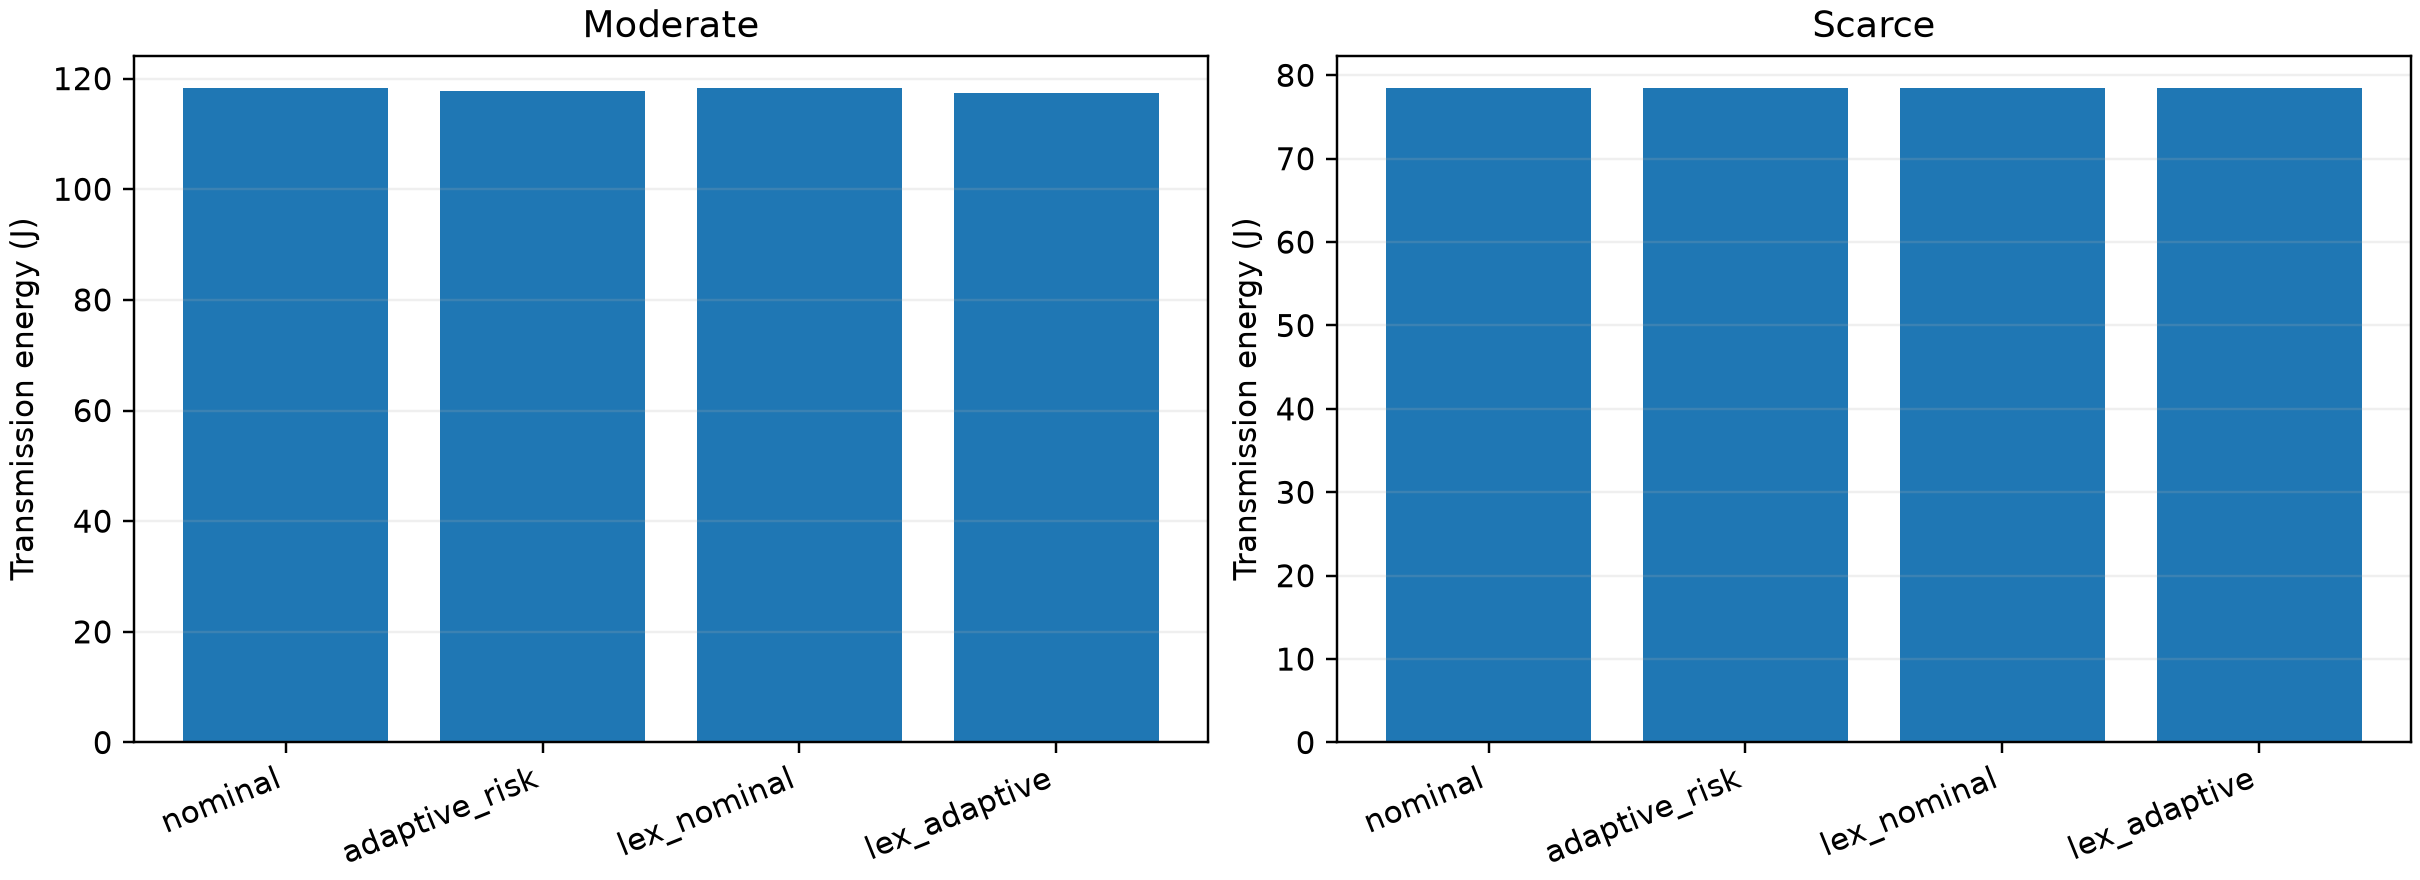 Moderate
Transmission energy (J)
120
100
80
60
40
20
0
nominal
adaptive_risk
lex_nominal
lex_adaptive
Scarce
Transmission energy (J)
80
70
60
50
40
30
20
10
0
nominal
adaptive_risk
lex_nominal
lex_adaptive